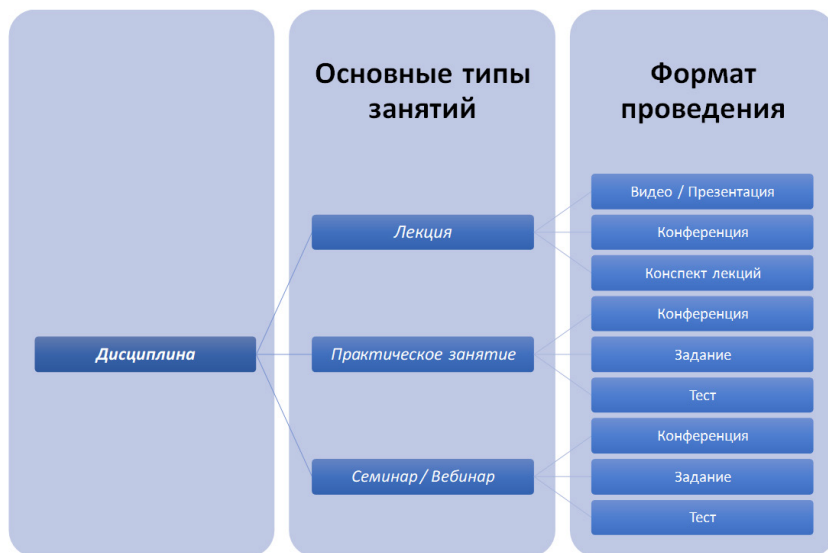 Основные типы
занятий
Формат
проведения
Дисциплина
Лекция
Видео / Презентация
Конференция
Конспект лекций
Практическое занятие
Конференция
Задание
Тест
Семинар / Вебинар
Конференция
Задание
Тест